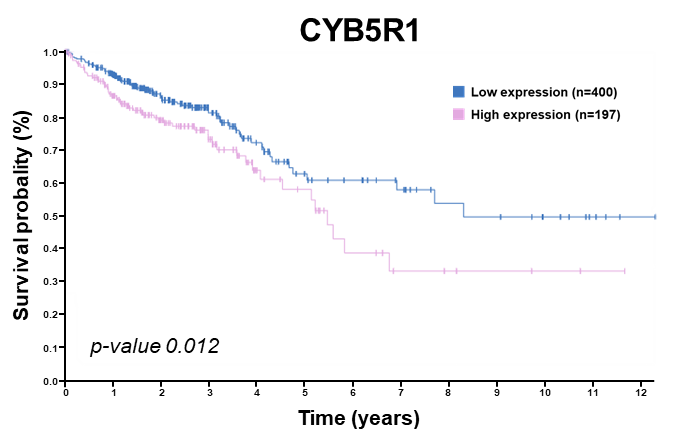 CYB5R1
Survival probality (%)
1.0
0.9
0.8
0.7
0.6
0.5
0.4
0.3
0.2
0.1
0.0
Low expression (n=400)
High expression (n=197)
p-value 0.012
0 1 2 3 4 5 6 7 8 9 10 11 12
Time (years)